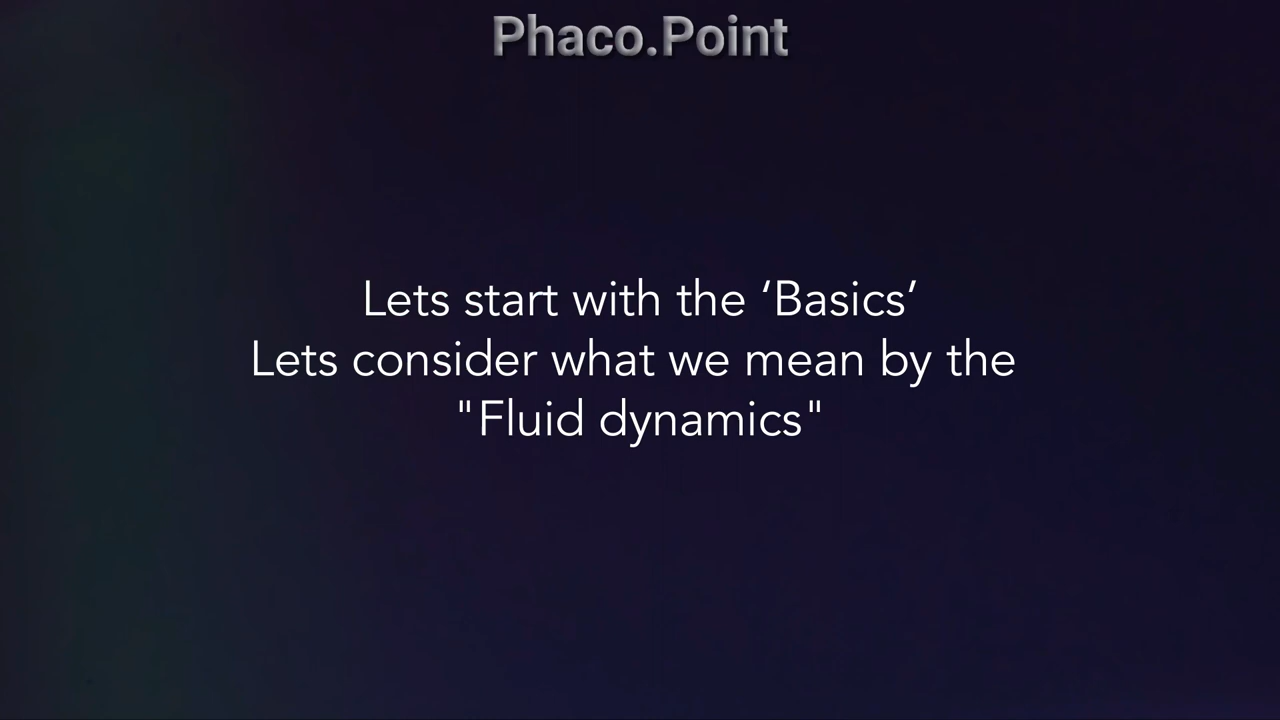 Phaco.Point
Lets start with the ‘Basics’
Lets consider what we mean by the
"Fluid dynamics"